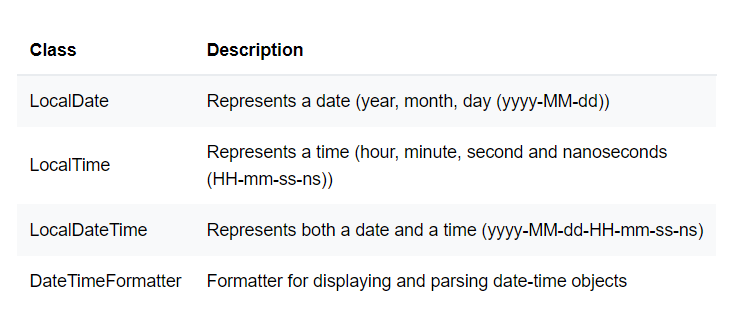 Class Description
LocalDate Represents a date (year, month, day (yyyy-MM-dd))
LocalTime Represents a time (hour, minute, second and nanoseconds
(HH-mm-ss-ns))
LocalDateTime Represents both a date and a time (yyyy-MM-dd-HH-mm-ss-ns)
DateTimeFormatter Formatter for displaying and parsing date-time objects